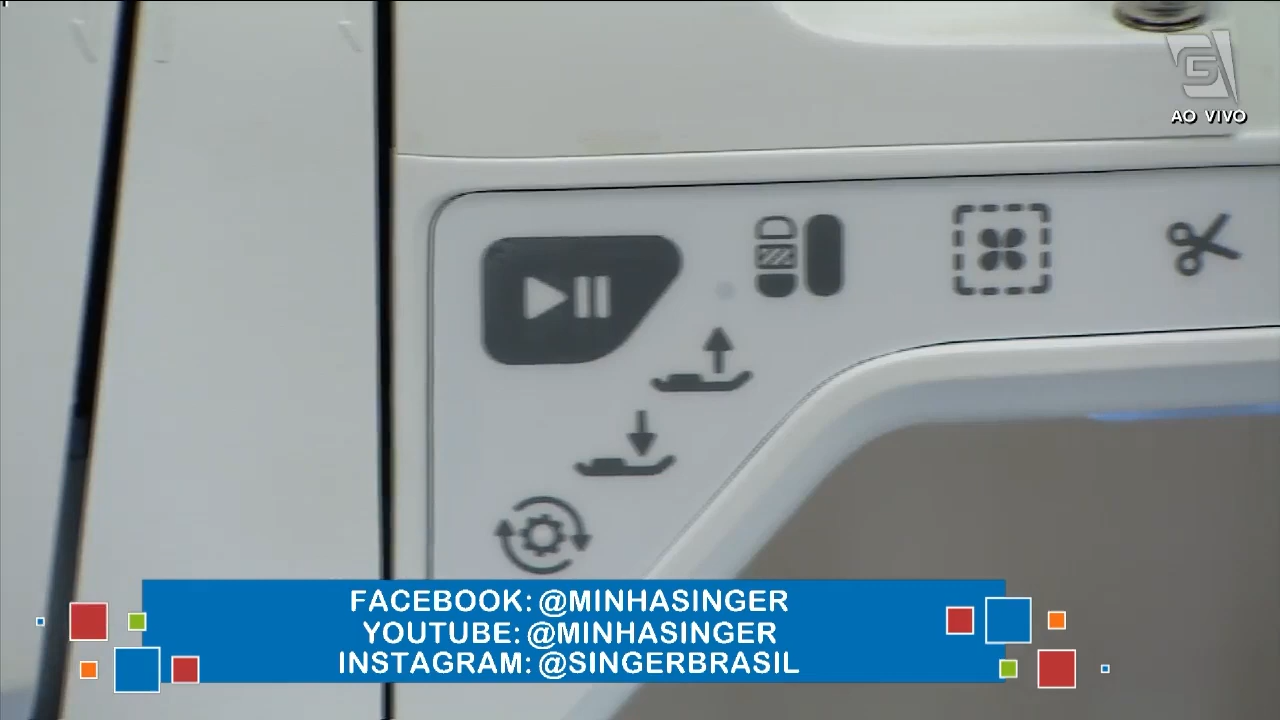 AO VIVO
FACEBOOK: @MINHASINGER
YOUTUBE: @MINHASINGER
INSTAGRAM: @SINGERBRASIL